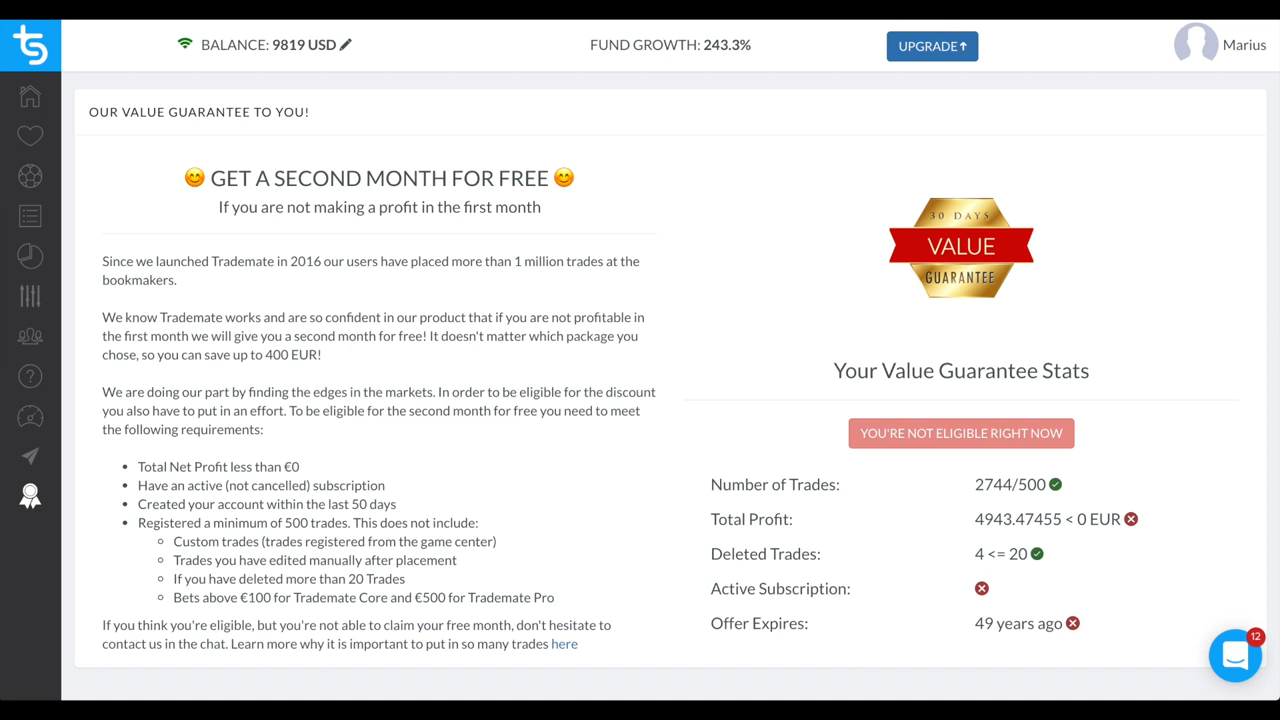 ts
BALANCE: 9819 USD
FUND GROWTH: 243.3%
UPGRADE
Marius
OUR VALUE GUARANTEE TO YOU!
GET A SECOND MONTH FOR FREE
If you are not making a profit in the first month
Since we launched Trademate in 2016 our users have placed more than 1 million trades at the
bookmakers.
We know Trademate works and are so confident in our product that if you are not profitable in
the first month we will give you a second month for free! It doesn't matter which package you
chose, so you can save up to 400 EUR!
We are doing our part by finding the edges in the markets. In order to be eligible for the discount
you also have to put in an effort. To be eligible for the second month for free you need to meet
the following requirements:
Total Net Profit less than €0
Have an active (not cancelled) subscription
Created your account within the last 50 days
Registered a minimum of 500 trades. This does not include:
Custom trades (trades registered from the game center)
Trades you have edited manually after placement
If you have deleted more than 20 Trades
Bets above €100 for Trademate Core and €500 for Trademate Pro
If you think you're eligible, but you're not able to claim your free month, don't hesitate to
contact us in the chat. Learn more why it is important to put in so many trades here
30 DAYS
VALUE
GUARANTEE
Your Value Guarantee Stats
YOU'RE NOT ELIGIBLE RIGHT NOW
Number of Trades: 2744/500
Total Profit: 4943.47455 < 0 EUR
Deleted Trades: 4 <= 20
Active Subscription:
Offer Expires: 49 years ago
12